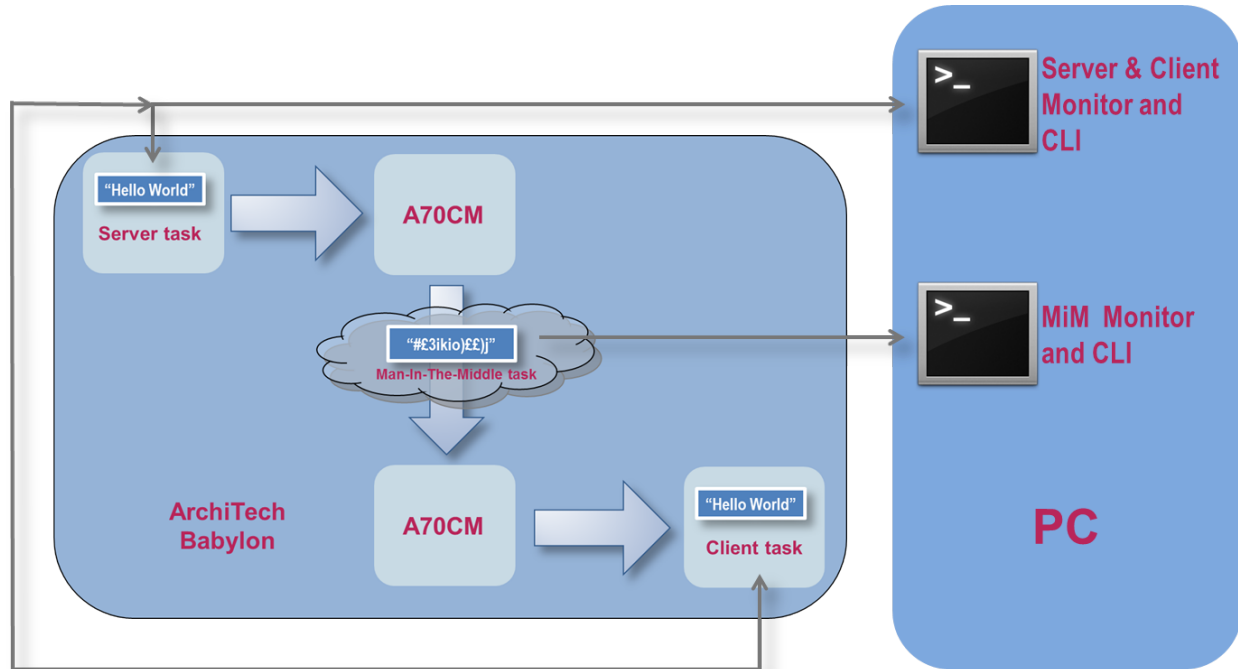 >_
Server & Client
Monitor and
CLI
“Hello World”
Server task
A70CM
>_
MiM Monitor
and CLI
“#£3ikio)££)j”
Man-In-The-Middle task
ArchiTech
Babylon
A70CM
“Hello World”
Client task
PC